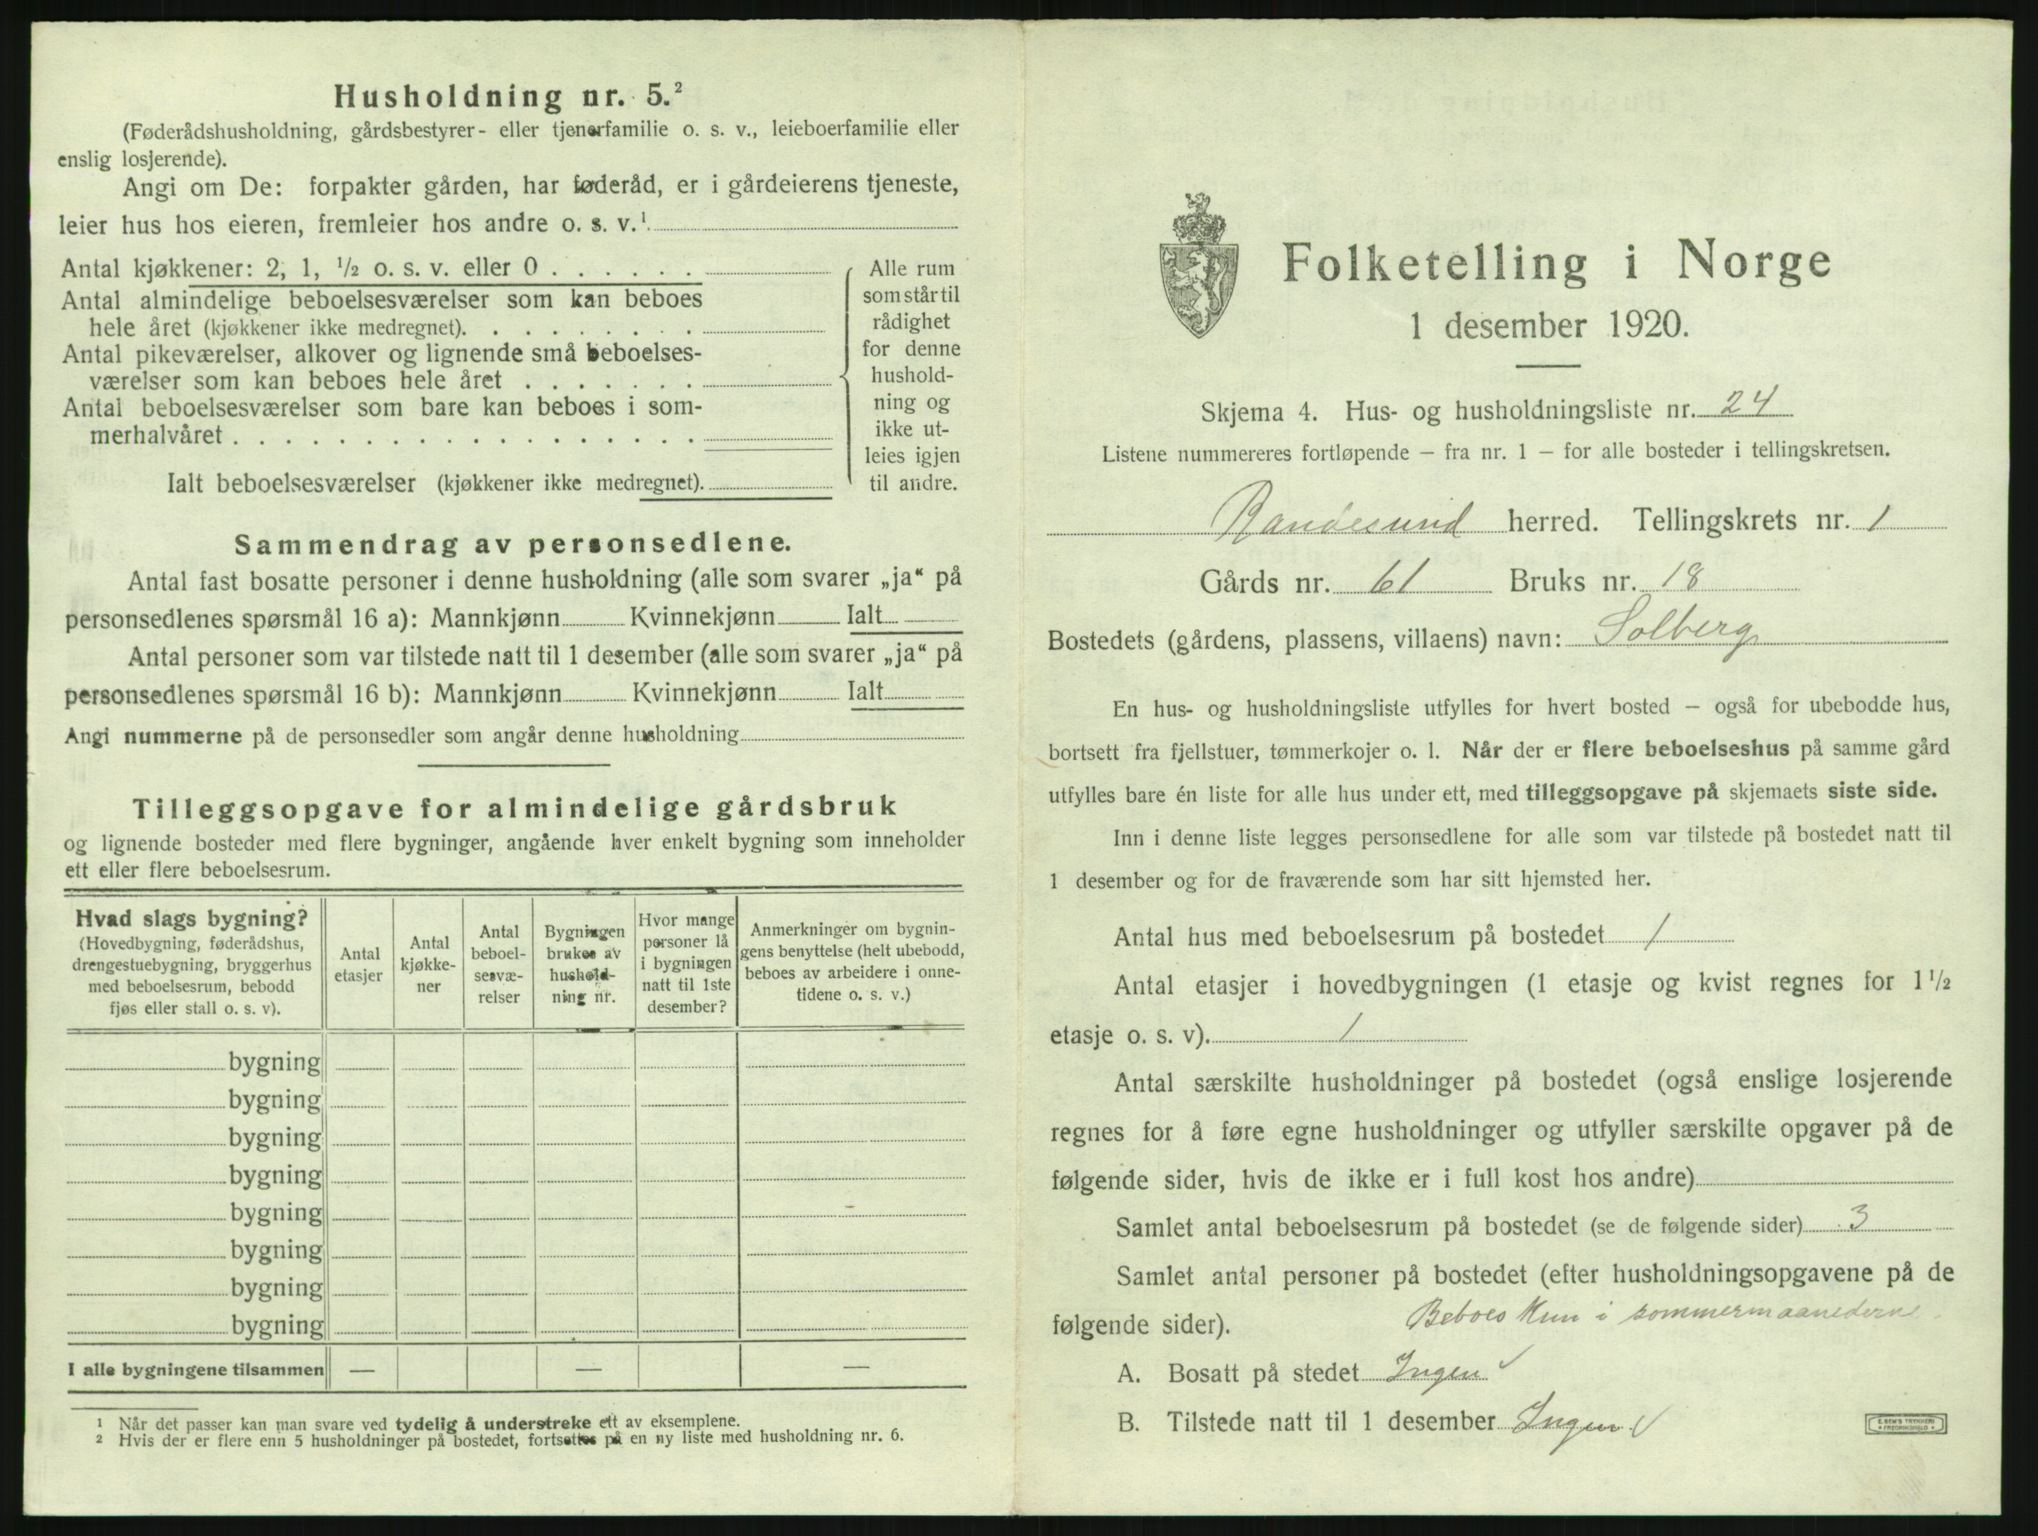 Husholdning nr. 5.²
(Føderådshusholdning, gårdsbestyrer- eller tjenerfamilie o. s. v., leieboerfamilie eller
enslig losjerende).
Angi om De: forpakter gården, har føderåd, er i gårdeierens tjeneste,
leier hus hos eieren, fremleier hos andre o. s. v.¹
Antal kjøkkener: 2, 1, ½ o. s. v. eller 0 . . . . . .
Antal almindelige beboelsesværelser som kan beboes
hele året (kjøkkener ikke medregnet). . . . . . . . .
Antal pikeværelser, alkover og lignende små beboelses-
værelser som kan beboes hele året . . . . . . .
Antal beboelsesværelser som bare kan beboes i som-
merhalvåret . . . . . . . . . . . . . . . . . .
Ialt beboelsesværelser (kjøkkener ikke medregnet).
Alle rum
som står til
rådighet
for denne
hushold-
ning og
ikke ut-
leies igjen
til andre.
Sammendrag av personsedlene.
Antal fast bosatte personer i denne husholdning (alle som svarer „ja“ på
personsedlenes spørsmål 16 a): Mannkjønn Kvinnekjønn Ialt
Antal personer som var tilstede natt til 1 desember (alle som svarer „ja“ på
personsedlenes spørsmål 16 b): Mannkjønn Kvinnekjønn Ialt
Angi nummerne på de personsedler som angår denne husholdning
Tilleggsopgave for almindelige gårdsbruk
og lignende bosteder med flere bygninger, angående hver enkelt bygning som inneholder
ett eller flere beboelsesrum.
Hvad slags bygning?
(Hovedbygning, føderådshus,
drengestuebygning, bryggerhus
med beboelsesrum, bebodd
fjøs eller stall o. s. v).
Antal
etasjer
Antal
kjøkke-
ner
Antal
beboel-
sesvæ-
relser
Bygningen
brukes av
hushold-
ning nr.
Hvor mange
personer lå
i bygningen
natt til 1ste
desember?
Anmerkninger om bygnin-
gens benyttelse (helt ubebodd,
beboes av arbeidere i onne-
tidene o. s. v.)
bygning
bygning
bygning
bygning
bygning
bygning
bygning
bygning
I alle bygningene tilsammen — — —
¹ Når det passer kan man svare ved tydelig å understreke ett av eksemplene.
² Hvis der er flere enn 5 husholdninger på bostedet, fortsettes på en ny liste med husholdning nr. 6.
Folketelling i Norge
1 desember 1920.
Skjema 4. Hus- og husholdningsliste nr. 24
Listene nummereres fortløpende – fra nr. 1 – for alle bosteder i tellingskretsen.
Randesund herred. Tellingskrets nr. 1
Gårds nr. 61 Bruks nr. 18
Bostedets (gårdens, plassens, villaens) navn: Solberg
En hus- og husholdningsliste utfylles for hvert bosted – også for ubebodde hus,
bortsett fra fjellstuer, tømmerkojer o. l. Når der er flere beboelseshus på samme gård
utfylles bare én liste for alle hus under ett, med tilleggsopgave på skjemaets siste side.
Inn i denne liste legges personsedlene for alle som var tilstede på bostedet natt til
1 desember og for de fraværende som har sitt hjemsted her.
Antal hus med beboelsesrum på bostedet 1
Antal etasjer i hovedbygningen (1 etasje og kvist regnes for 1½
etasje o. s. v). 1
Antal særskilte husholdninger på bostedet (også enslige losjerende
regnes for å føre egne husholdninger og utfyller særskilte opgaver på de
følgende sider, hvis de ikke er i full kost hos andre)
Samlet antal beboelsesrum på bostedet (se de følgende sider) 3
Samlet antal personer på bostedet (efter husholdningsopgavene på de
følgende sider). Beboes kun i sommermaanederne.
A. Bosatt på stedet Ingen ✓
B. Tilstede natt til 1 desember Ingen ✓